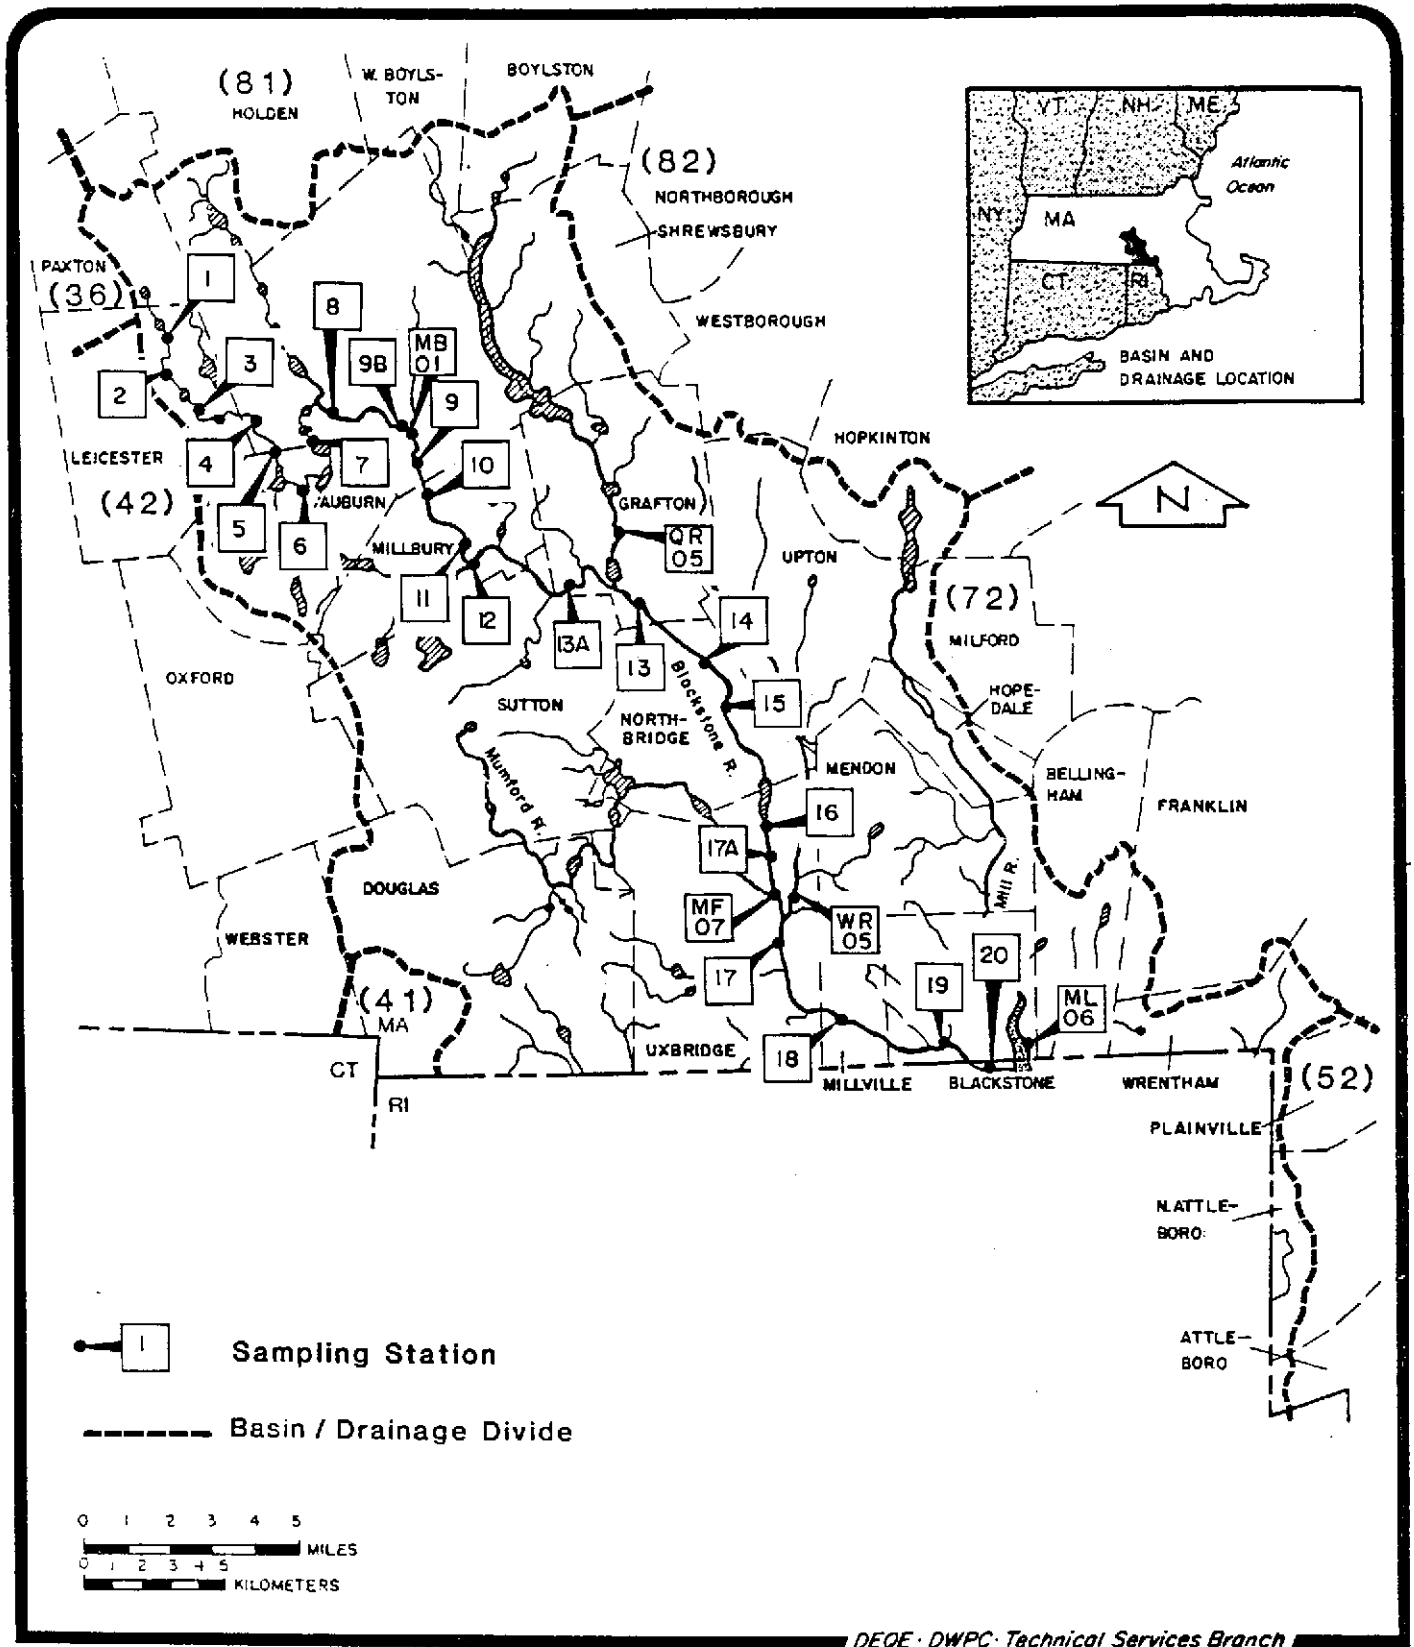 (81)
HOLDEN
W. BOYLS-
TON
BOYLSTON
(82)
NORTHBOROUGH
SHREWSBURY
WESTBOROUGH
VT
NH
ME
Atlantic
Ocean
NY
MA
CT
RI
BASIN AND
DRAINAGE LOCATION
PAXTON
(36)
1
8
9B
MB
01
3
2
9
HOPKINTON
LEICESTER
4
7
10
(42)
AUBURN
GRAFTON
N
5
6
MILLBURY
QR
05
UPTON
11
12
13A
13
14
(72)
MILFORD
OXFORD
SUTTON
NORTH-
BRIDGE
Blackstone R.
15
HOPE-
DALE
Mumford R.
MENDON
BELLING-
HAM
FRANKLIN
16
17A
DOUGLAS
MF
07
WR
05
Mill R.
WEBSTER
17
19
20
ML
06
(41)
MA
UXBRIDGE
18
CT
RI
MILLVILLE
BLACKSTONE
WRENTHAM
(52)
PLAINVILLE
N.ATTLE-
BORO
ATTLE-
BORO
1
Sampling Station
Basin / Drainage Divide
0 1 2 3 4 5
MILES
0 1 2 3 4 5
KILOMETERS
DEQE · DWPC · Technical Services Branch